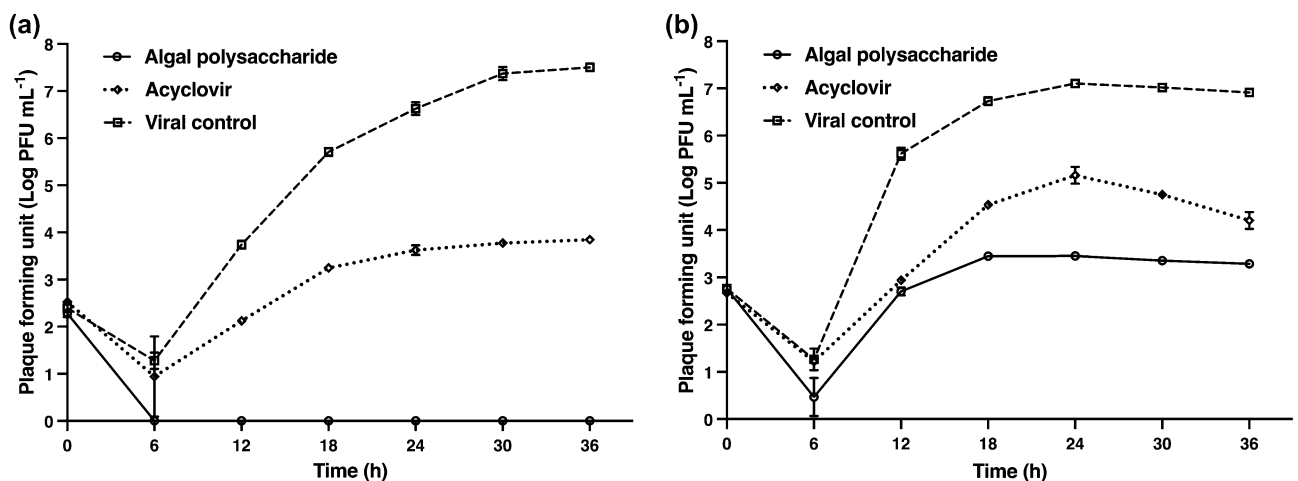 (a)
Plaque forming unit (Log PFU mL⁻¹)
8
7
6
5
4
3
2
1
0
Algal polysaccharide
Acyclovir
Viral control
0 6 12 18 24 30 36
Time (h)
(b)
Plaque forming unit (Log PFU mL⁻¹)
8
7
6
5
4
3
2
1
0
Algal polysaccharide
Acyclovir
Viral control
0 6 12 18 24 30 36
Time (h)